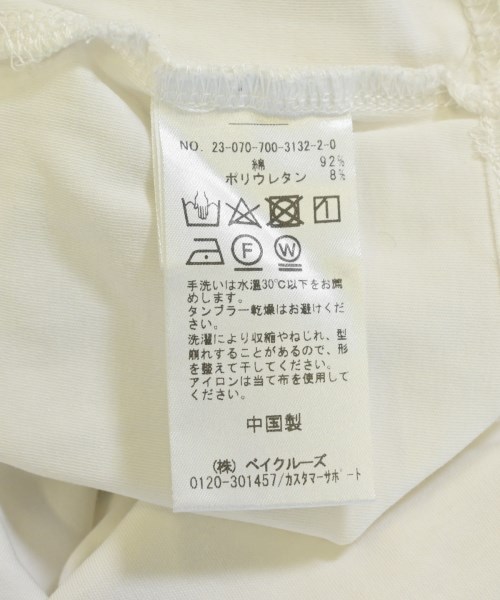 NO. 23-070-700-3132-2-0
綿 92%
ポリウレタン 8%
F W
手洗いは水温30℃以下をお勧
めします。
タンブラー乾燥はお避けくだ
さい。
洗濯により収縮やねじれ、型
崩れすることがあるので、形
を整えて干してください。
アイロンは当て布を使用して
ください。
中国製
(株) ベイクルーズ
0120-301457/カスタマーサポート